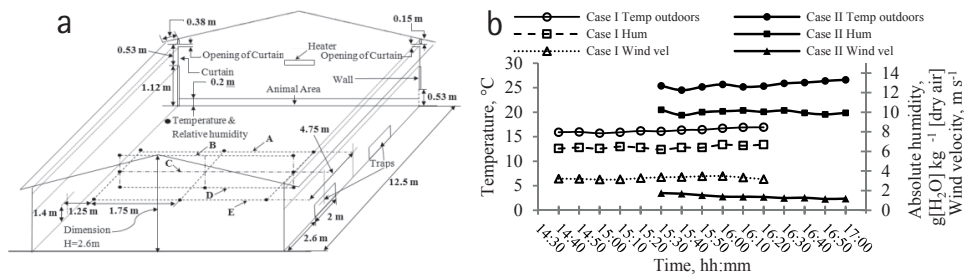 a
0.38 m
0.15 m
0.53 m
Opening of Curtain
Heater
Opening of Curtain
Curtain
0.2 m
Wall
1.12 m
Animal Area
0.53 m
Temperature
& Relative humidity
4.75 m
A
B
C
Traps
D
12.5 m
E
1.4 m
1.25 m
1.75 m
2 m
Dimension
H=2.6m
2.6 m
b
Case I Temp outdoors
Case II Temp outdoors
Case I Hum
Case II Hum
Case I Wind vel
Case II Wind vel
Temperature, °C
30
25
20
15
10
5
0
14
12
10
8
6
4
2
0
Absolute humidity,
g[H2O] kg -1 [dry air]
Wind velocity, m s-1
14:30
14:40
14:50
15:00
15:10
15:20
15:30
15:40
15:50
16:00
16:10
16:20
16:30
16:40
16:50
17:00
Time, hh:mm